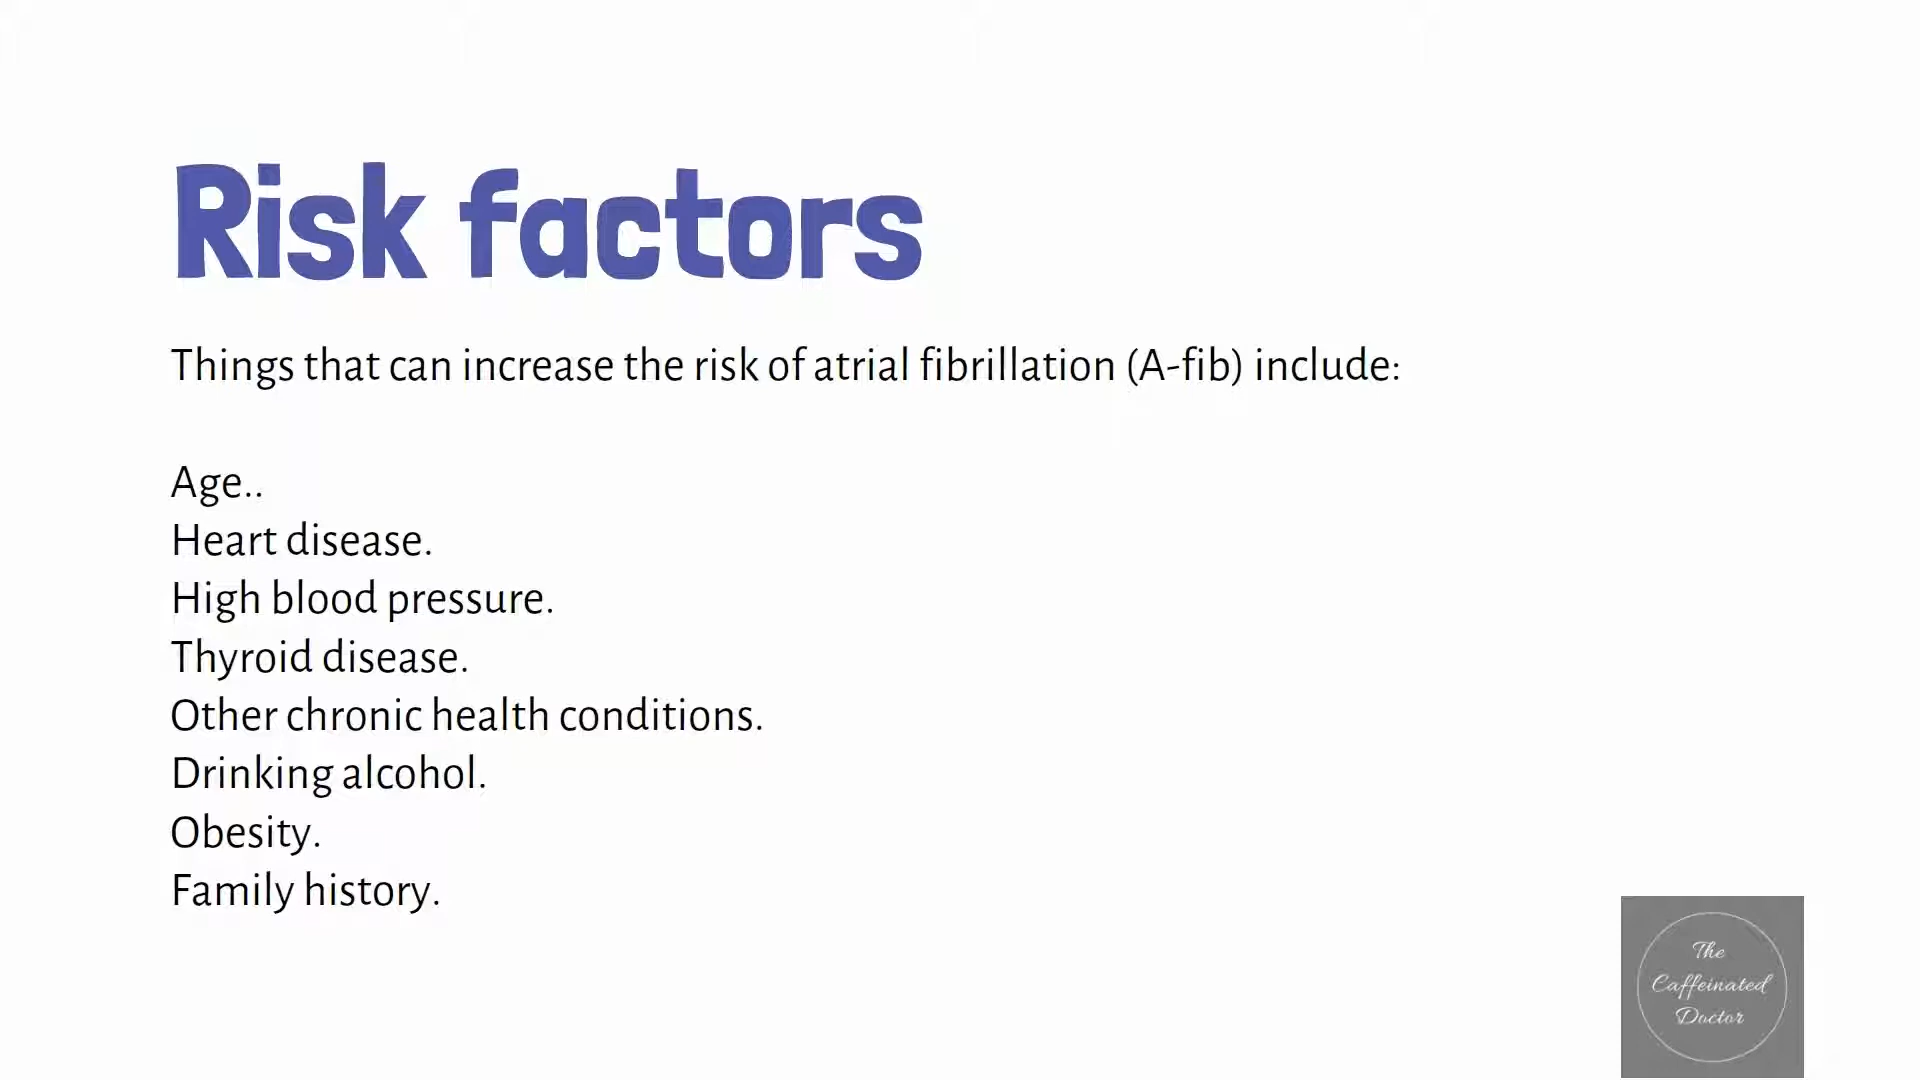 Risk factors
Things that can increase the risk of atrial fibrillation (A-fib) include:
Age..
Heart disease.
High blood pressure.
Thyroid disease.
Other chronic health conditions.
Drinking alcohol.
Obesity.
Family history.
The
Caffeinated
Doctor